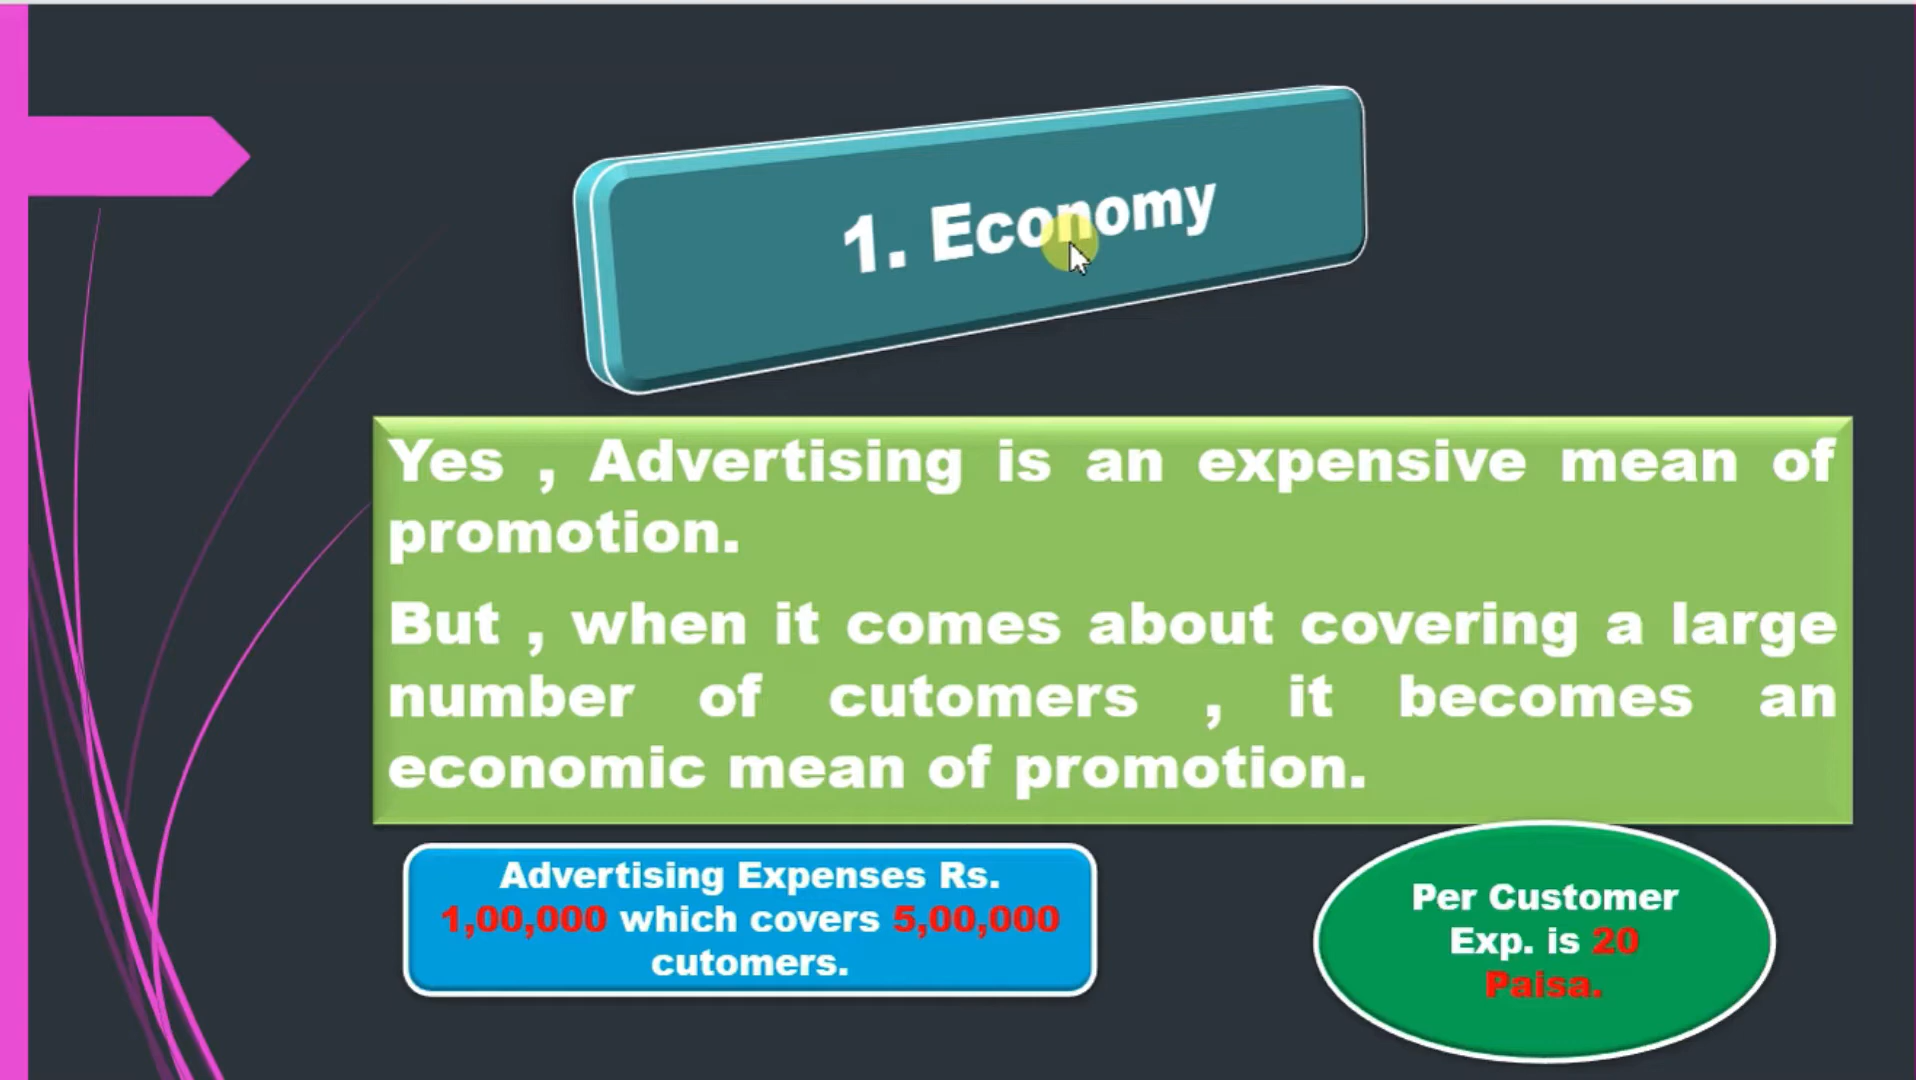 1. Economy
Yes , Advertising is an expensive mean of
promotion.
But , when it comes about covering a large
number of cutomers , it becomes an
economic mean of promotion.
Advertising Expenses Rs.
1,00,000 which covers 5,00,000
cutomers.
Per Customer
Exp. is 20
Paisa.